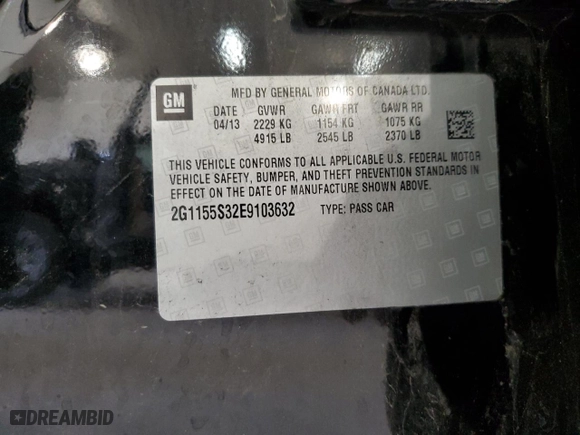 GM
MFD BY GENERAL MOTORS OF CANADA LTD.
DATE GVWR GAWR FRT GAWR RR
04/13 2229 KG 1154 KG 1075 KG
4915 LB 2545 LB 2370 LB
THIS VEHICLE CONFORMS TO ALL APPLICABLE U.S. FEDERAL MOTOR
VEHICLE SAFETY, BUMPER, AND THEFT PREVENTION STANDARDS IN
EFFECT ON THE DATE OF MANUFACTURE SHOWN ABOVE.
2G1155S32E9103632 TYPE: PASS CAR
DREAMBID